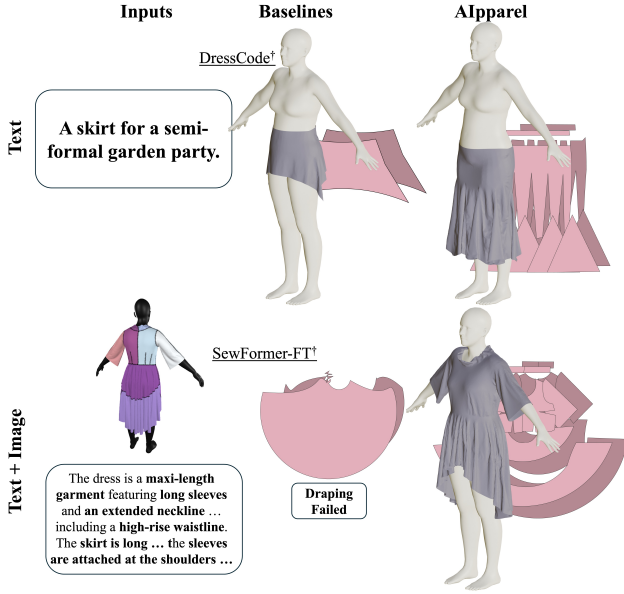 Inputs
Baselines
AIpparel
DressCode†
Text
A skirt for a semi-
formal garden party.
SewFormer-FT†
Text + Image
The dress is a maxi-length
garment featuring long sleeves
and an extended neckline …
including a high-rise waistline.
The skirt is long … the sleeves
are attached at the shoulders …
Draping
Failed